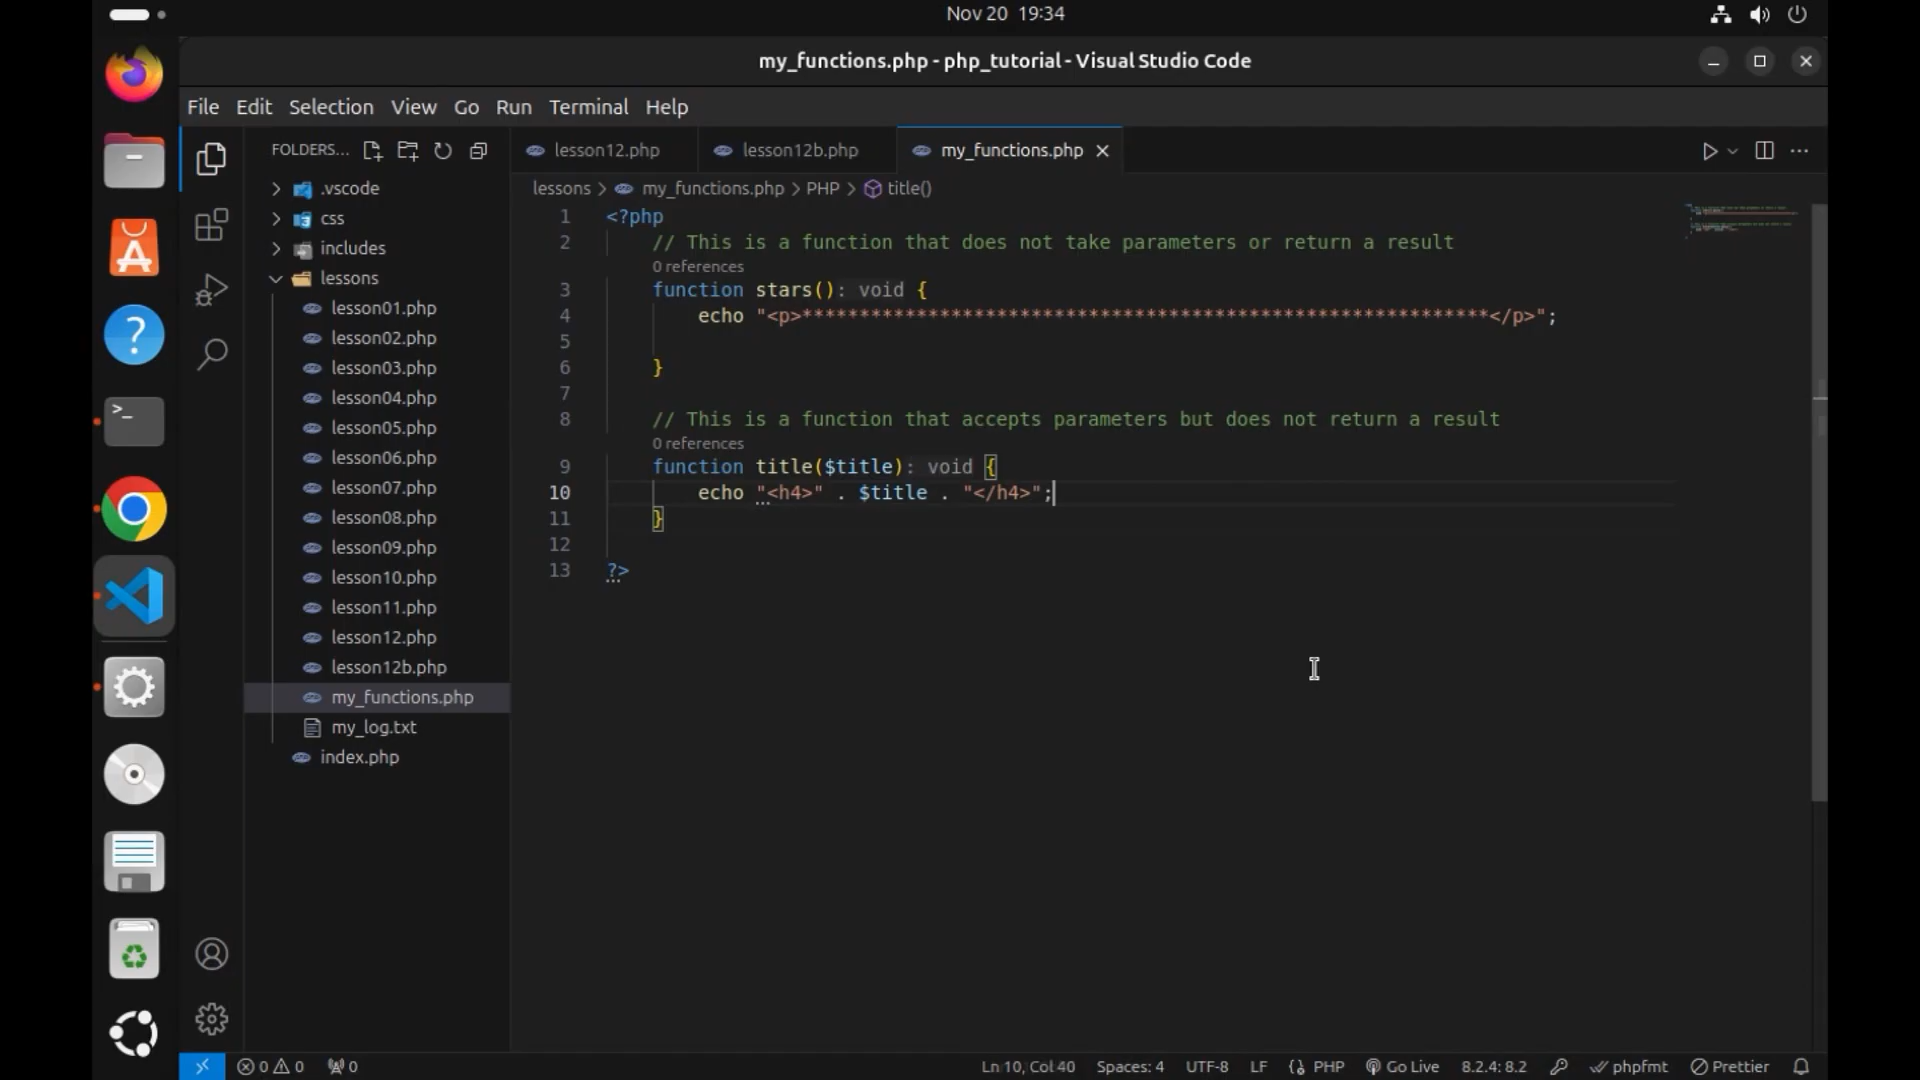 Nov 20 19:34
my_functions.php - php_tutorial - Visual Studio Code
File Edit Selection View Go Run Terminal Help
FOLDERS...
lesson12.php
lesson12b.php
my_functions.php
lessons > my_functions.php > PHP > title()
.vscode
css
includes
lessons
lesson01.php
lesson02.php
lesson03.php
lesson04.php
lesson05.php
lesson06.php
lesson07.php
lesson08.php
lesson09.php
lesson10.php
lesson11.php
lesson12.php
lesson12b.php
my_functions.php
my_log.txt
index.php
1 <?php
2 // This is a function that does not take parameters or return a result
0 references
3 function stars(): void {
4 echo "<p>************************************************************</p>";
5
6 }
7
8 // This is a function that accepts parameters but does not return a result
0 references
9 function title($title): void {
10 echo "<h4>" . $title . "</h4>";
11 }
12
13 ?>
0 0 0
Ln 10, Col 40 Spaces: 4 UTF-8 LF {} PHP Go Live 8.2.4: 8.2 phpfmt Prettier